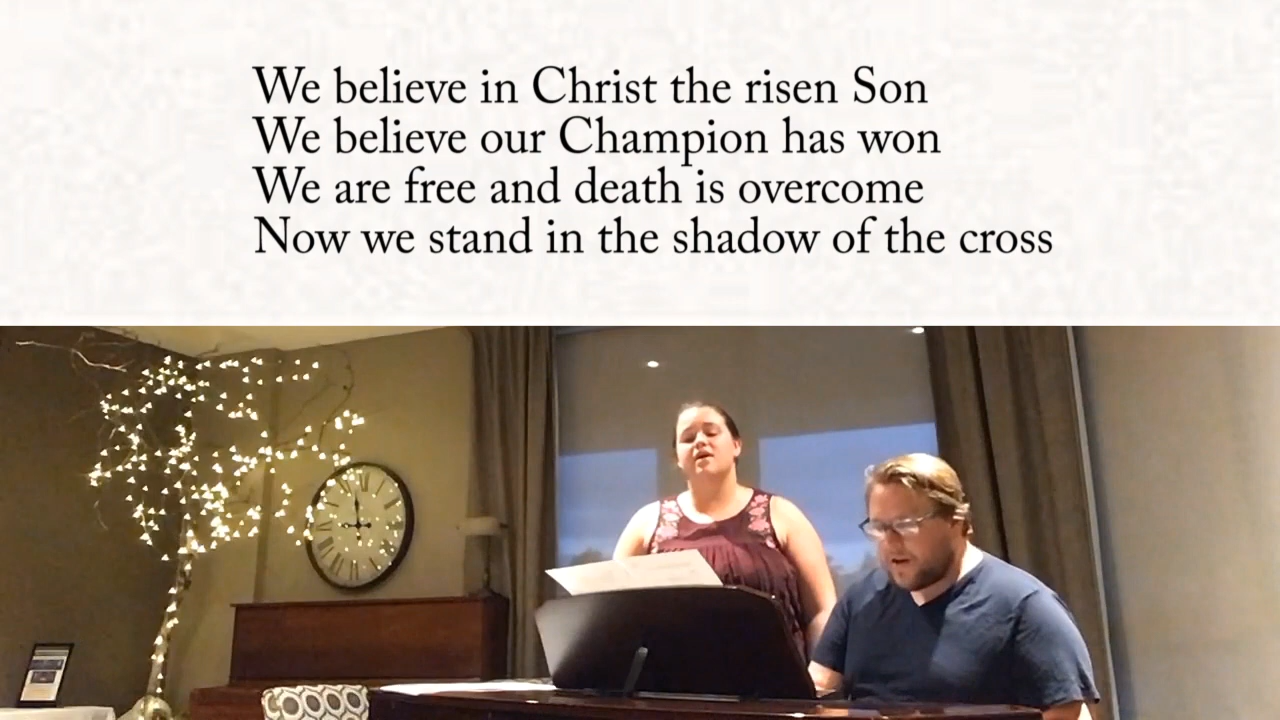 We believe in Christ the risen Son
We believe our Champion has won
We are free and death is overcome
Now we stand in the shadow of the cross